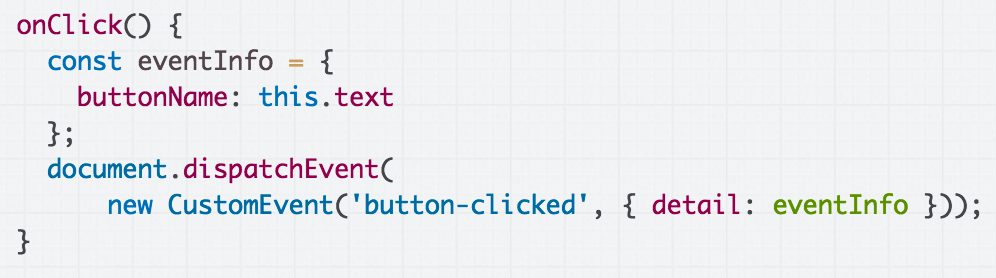 onClick() {
  const eventInfo = {
    buttonName: this.text
  };
  document.dispatchEvent(
      new CustomEvent('button-clicked', { detail: eventInfo }));
}